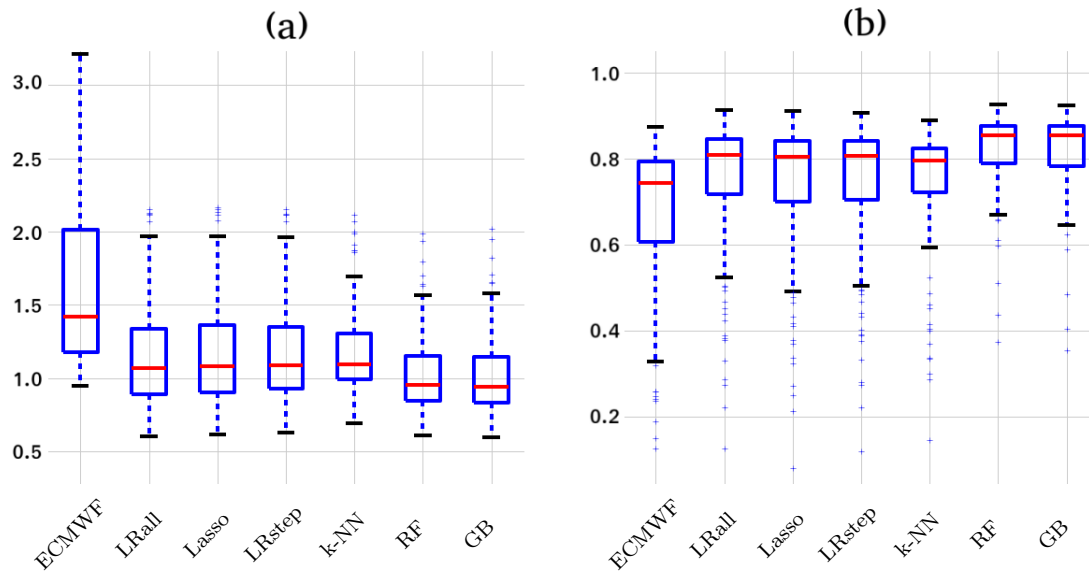 (a)
3.0
2.5
2.0
1.5
1.0
0.5
ECMWF LRall Lasso LRstep k-NN RF GB
(b)
1.0
0.8
0.6
0.4
0.2
ECMWF LRall Lasso LRstep k-NN RF GB